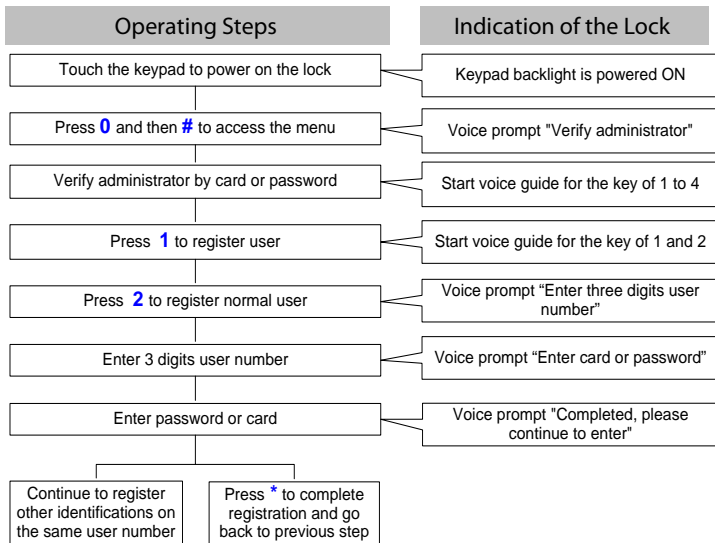 Operating Steps
Indication of the Lock
Touch the keypad to power on the lock
Keypad backlight is powered ON
Press 0 and then # to access the menu
Voice prompt "Verify administrator"
Verify administrator by card or password
Start voice guide for the key of 1 to 4
Press 1 to register user
Start voice guide for the key of 1 and 2
Press 2 to register normal user
Voice prompt “Enter three digits user
number”
Enter 3 digits user number
Voice prompt “Enter card or password”
Enter password or card
Voice prompt "Completed, please
continue to enter"
Continue to register
other identifications on
the same user number
Press * to complete
registration and go
back to previous step